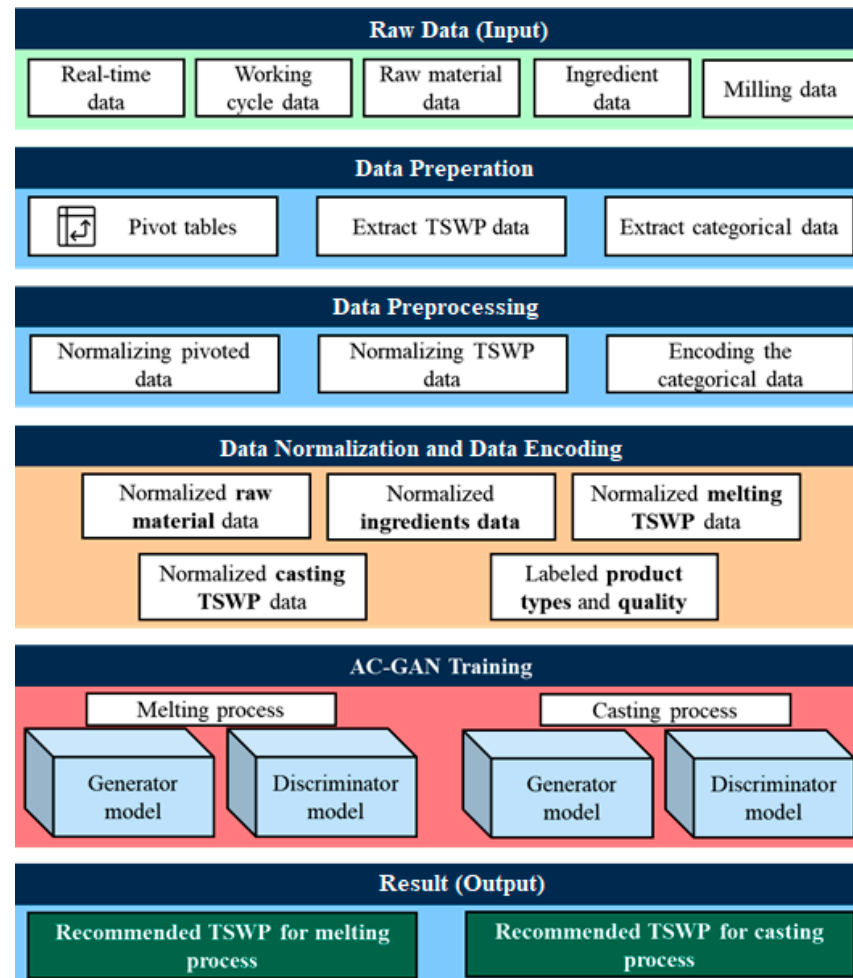 Raw Data (Input)
Real-time
data
Working
cycle data
Raw material
data
Ingredient
data
Milling data
Data Preperation
Pivot tables
Extract TSWP data
Extract categorical data
Data Preprocessing
Normalizing pivoted
data
Normalizing TSWP
data
Encoding the
categorical data
Data Normalization and Data Encoding
Normalized raw
material data
Normalized
ingredients data
Normalized melting
TSWP data
Normalized casting
TSWP data
Labeled product
types and quality
AC-GAN Training
Melting process
Casting process
Generator
model
Discriminator
model
Generator
model
Discriminator
model
Result (Output)
Recommended TSWP for melting
process
Recommended TSWP for casting
process